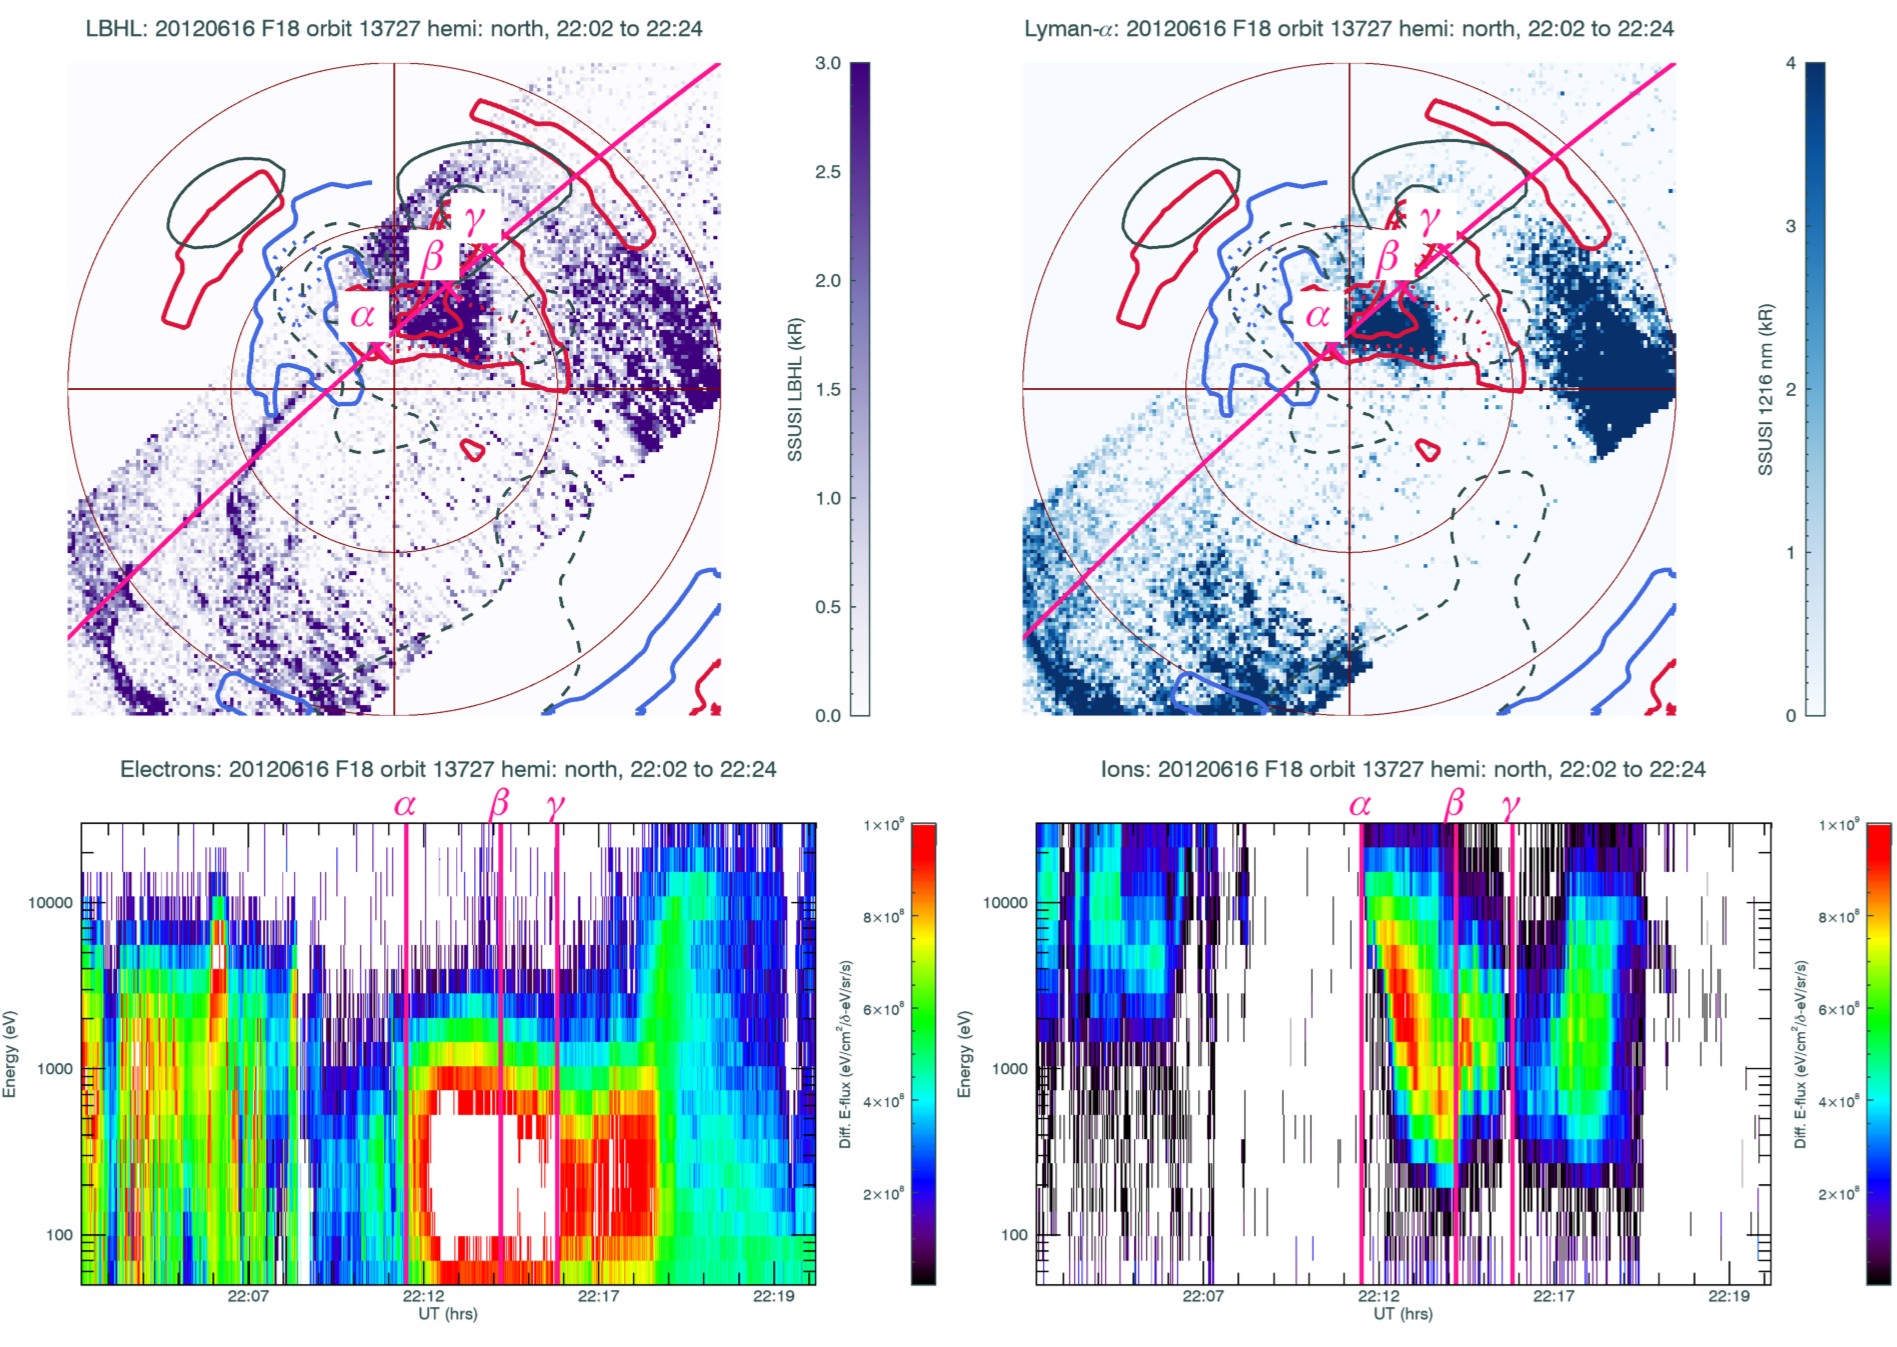 LBHL: 20120616 F18 orbit 13727 hemi: north, 22:02 to 22:24
3.0
2.5
2.0
1.5
1.0
0.5
0.0
SSUSI LBHL (kR)
α
β
γ
Lyman-α: 20120616 F18 orbit 13727 hemi: north, 22:02 to 22:24
4
3
2
1
0
SSUSI 1216 nm (kR)
α
β
γ
Electrons: 20120616 F18 orbit 13727 hemi: north, 22:02 to 22:24
α β γ
10000
1000
100
Energy (eV)
22:07 22:12 22:17 22:19
UT (hrs)
1×10⁹
8×10⁸
6×10⁸
4×10⁸
2×10⁸
Diff. E-flux (eV/cm²/δ-eV/sr/s)
Ions: 20120616 F18 orbit 13727 hemi: north, 22:02 to 22:24
α β γ
10000
1000
100
Energy (eV)
22:07 22:12 22:17 22:19
UT (hrs)
1×10⁹
8×10⁸
6×10⁸
4×10⁸
2×10⁸
Diff. E-flux (eV/cm²/δ-eV/sr/s)